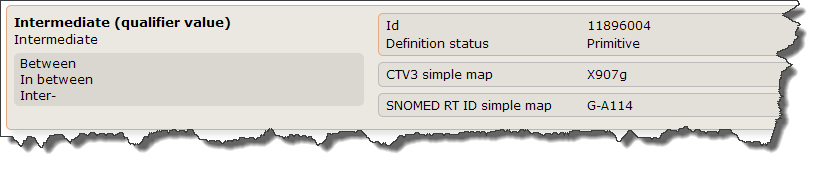 Intermediate (qualifier value)
Intermediate
Between
In between
Inter-
Id 11896004
Definition status Primitive
CTV3 simple map X907g
SNOMED RT ID simple map G-A114